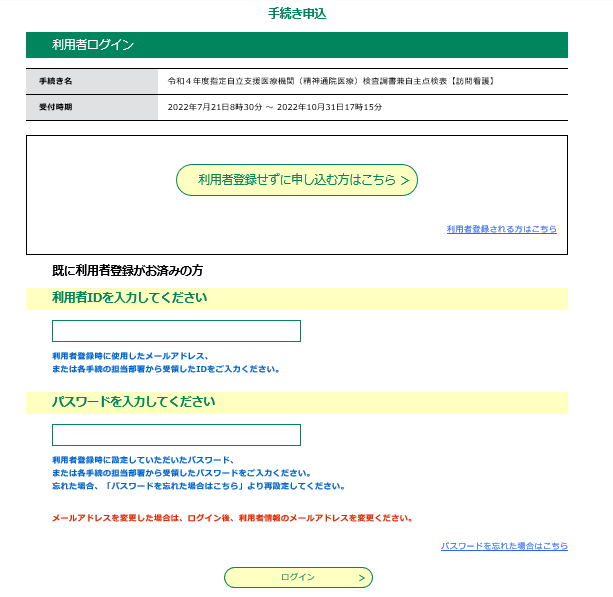 手続き申込
利用者ログイン
手続き名 令和４年度指定自立支援医療機関（精神通院医療）検査調書兼自主点検表【訪問看護】
受付時期 2022年7月21日8時30分 ～ 2022年10月31日17時15分
利用者登録せずに申し込む方はこちら ＞
利用者登録される方はこちら
既に利用者登録がお済みの方
利用者IDを入力してください
利用者登録時に使用したメールアドレス、
または各手続の担当部署から受領したIDをご入力ください。
パスワードを入力してください
利用者登録時に設定していただいたパスワード、
または各手続の担当部署から受領したパスワードをご入力ください。
忘れた場合、「パスワードを忘れた場合はこちら」より再設定してください。
メールアドレスを変更した場合は、ログイン後、利用者情報のメールアドレスを変更ください。
パスワードを忘れた場合はこちら
ログイン ＞